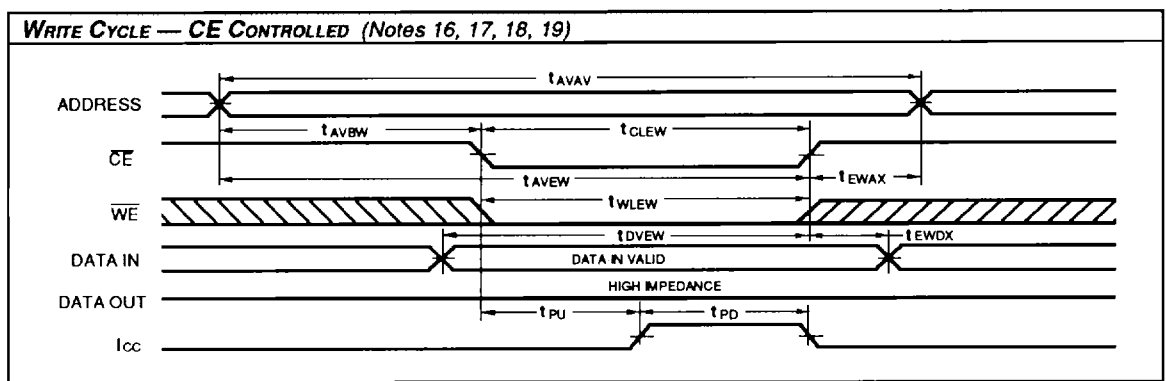 WRITE CYCLE — CE CONTROLLED (Notes 16, 17, 18, 19)
tAVAV
ADDRESS
tAVBW
tCLEW
CE
tAVEW
tEWAX
tWLEW
WE
tDVEW
tEWDX
DATA IN
DATA IN VALID
HIGH IMPEDANCE
DATA OUT
tPU
tPD
Icc